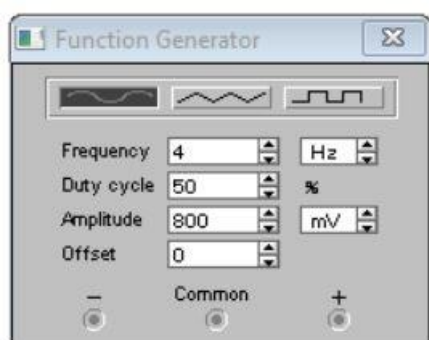 Function Generator
Frequency 4 Hz
Duty cycle 50 %
Amplitude 800 mV
Offset 0
− Common +